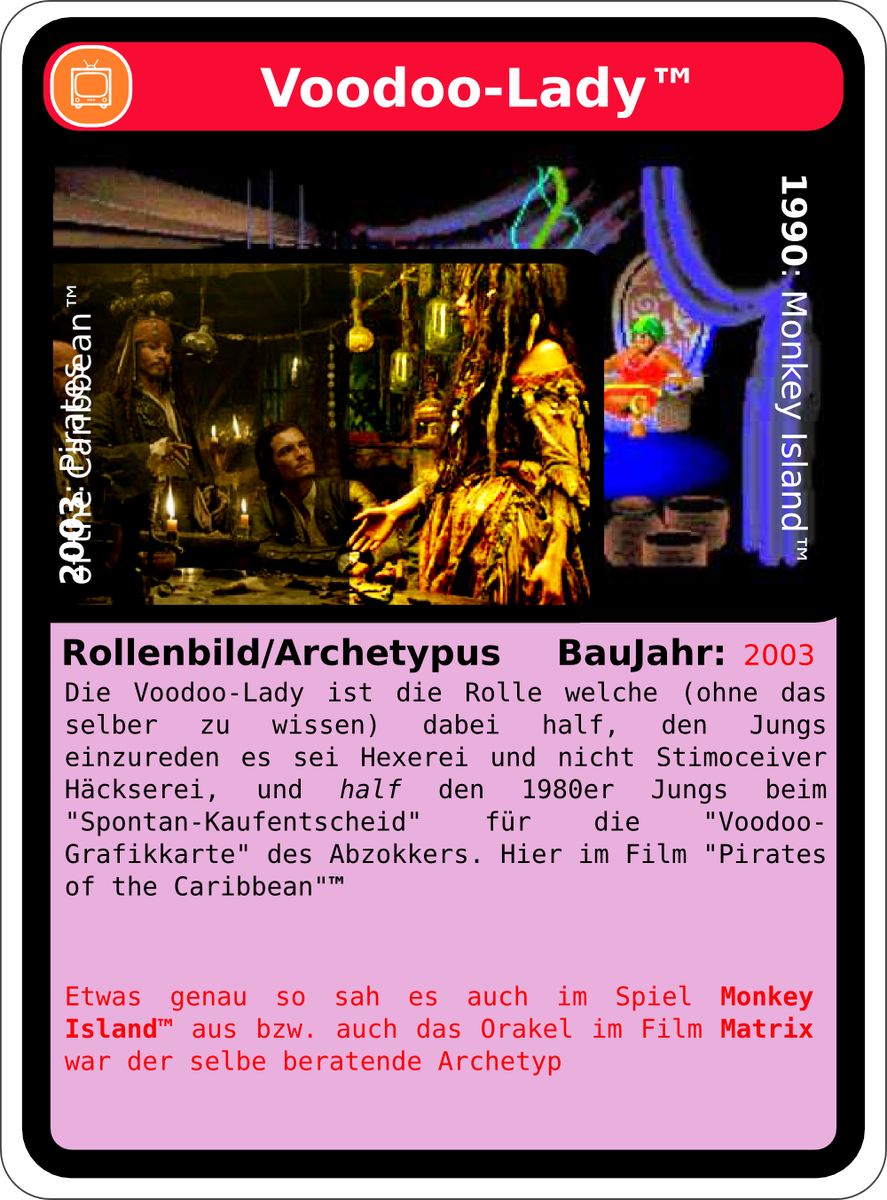 Voodoo-Lady™
1990: Monkey Island™
2003: Pirates
of the Caribbean™
Rollenbild/Archetypus BauJahr: 2003
Die Voodoo-Lady ist die Rolle welche (ohne das
selber zu wissen) dabei half, den Jungs
einzureden es sei Hexerei und nicht Stimoceiver
Häckserei, und half den 1980er Jungs beim
"Spontan-Kaufentscheid" für die "Voodoo-
Grafikkarte" des Abzokkers. Hier im Film "Pirates
of the Caribbean"™
Etwas genau so sah es auch im Spiel Monkey
Island™ aus bzw. auch das Orakel im Film Matrix
war der selbe beratende Archetyp